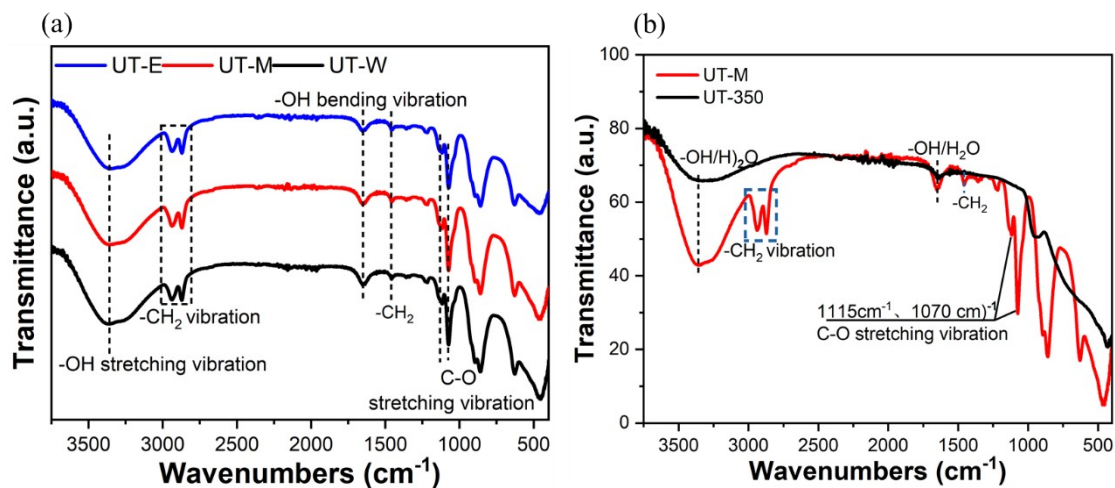 (a)
UT-E UT-M UT-W
-OH bending vibration
-CH2 vibration
-CH2
-OH stretching vibration
C-O
stretching vibration
Transmittance (a.u.)
3500 3000 2500 2000 1500 1000 500
Wavenumbers (cm-1)
(b)
UT-M
UT-350
100
80
60
40
20
0
-OH/H)2O
-OH/H2O
-CH2
-CH2 vibration
1115cm-1、1070 cm)-1
C-O stretching vibration
Transmittance (a.u.)
3500 3000 2500 2000 1500 1000 500
Wavenumbers (cm-1)